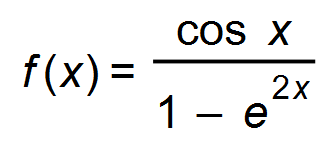 f(x) = cos x / 1 – e^2x